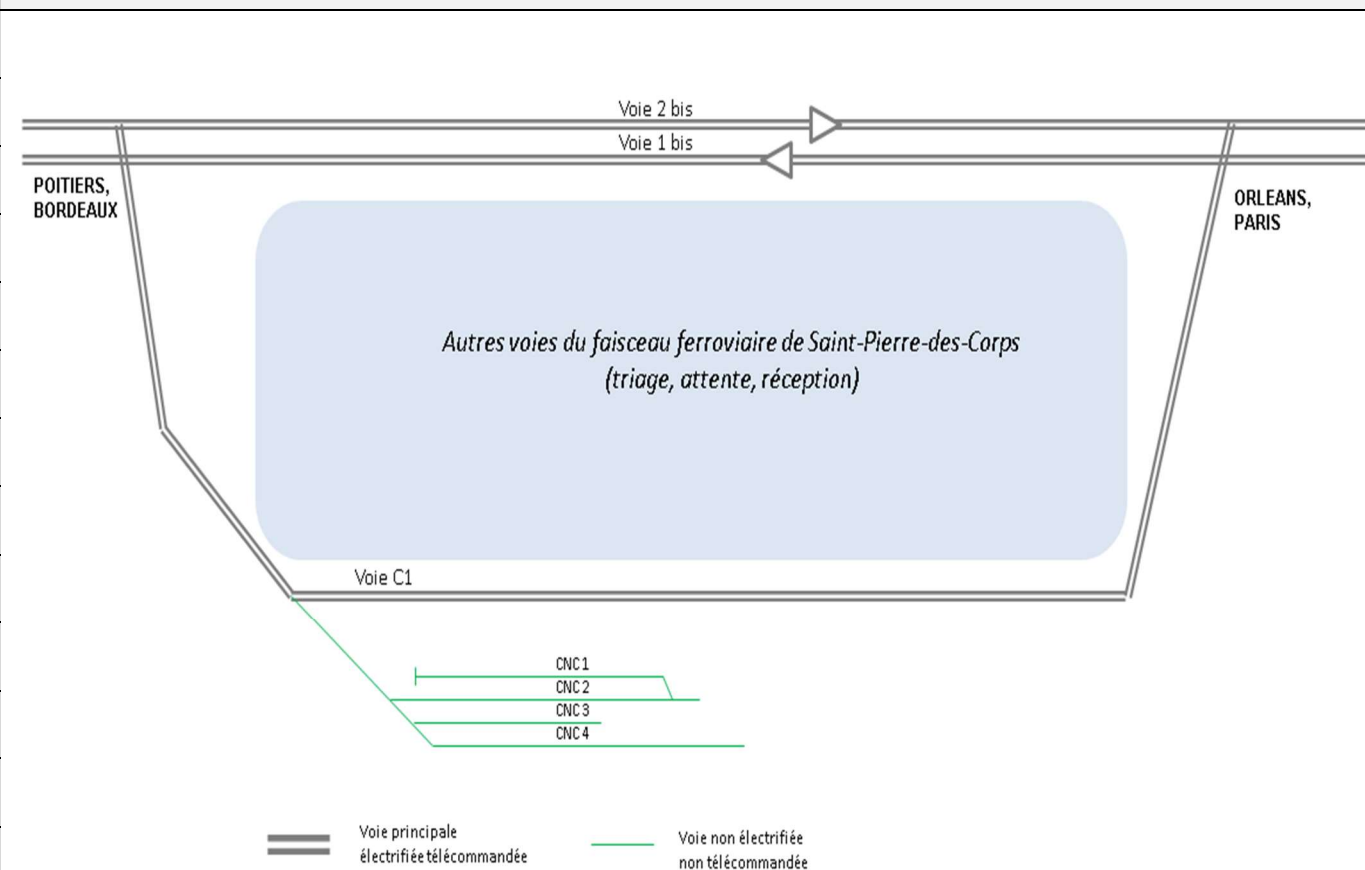 Voie 2 bis
Voie 1 bis
POITIERS,
BORDEAUX
ORLEANS,
PARIS
Autres voies du faisceau ferroviaire de Saint-Pierre-des-Corps
(triage, attente, réception)
Voie C1
CNC 1
CNC 2
CNC 3
CNC 4
Voie principale
électrifiée télécommandée
Voie non électrifiée
non télécommandée